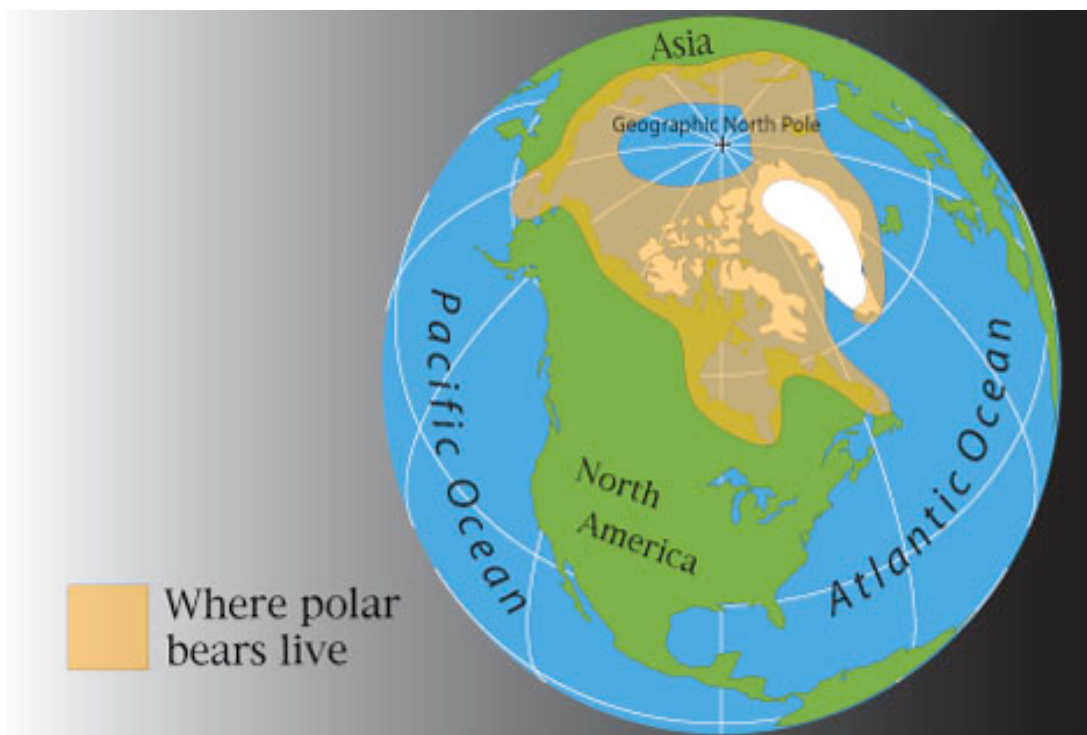 Asia
Geographic North Pole
Pacific Ocean
North
America
Atlantic Ocean
Where polar
bears live